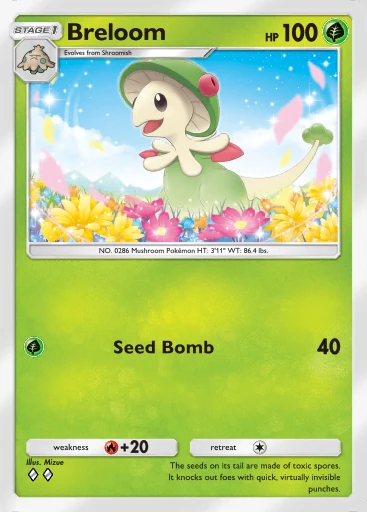 STAGE 1 Breloom HP 100
Evolves from Shroomish
NO. 0286 Mushroom Pokémon HT: 3'11" WT: 86.4 lbs.
Seed Bomb 40
weakness +20 retreat
Illus. Mizue
The seeds on its tail are made of toxic spores.
It knocks out foes with quick, virtually invisible
punches.